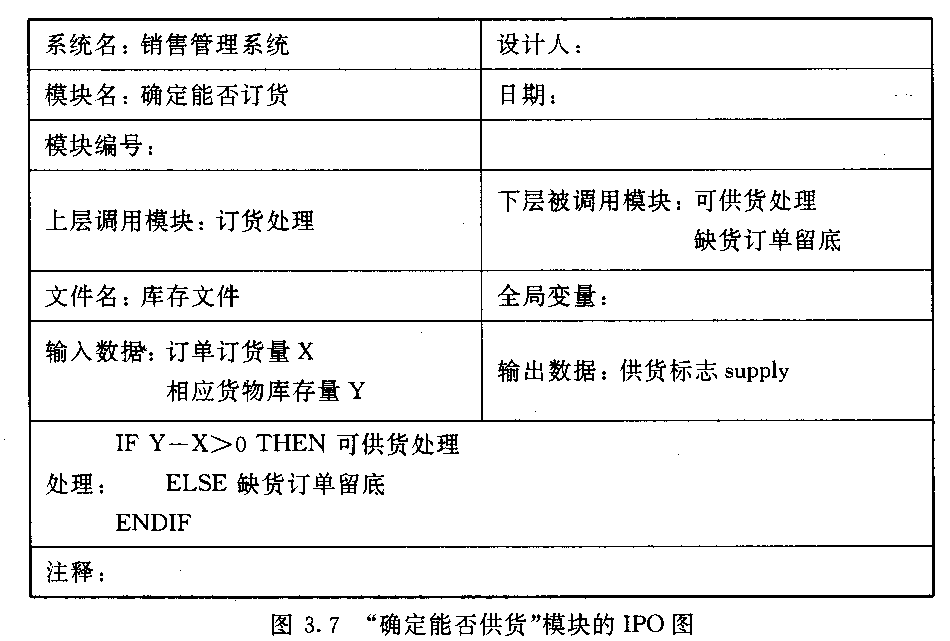 系统名：销售管理系统
设计人：
模块名：确定能否订货
日期：
模块编号：
上层调用模块：订货处理
下层被调用模块：可供货处理
缺货订单留底
文件名：库存文件
全局变量：
输入数据：订单订货量 X
相应货物库存量 Y
输出数据：供货标志 supply
IF Y－X>0 THEN 可供货处理
处理： ELSE 缺货订单留底
ENDIF
注释：
图 3.7 “确定能否供货”模块的 IPO 图